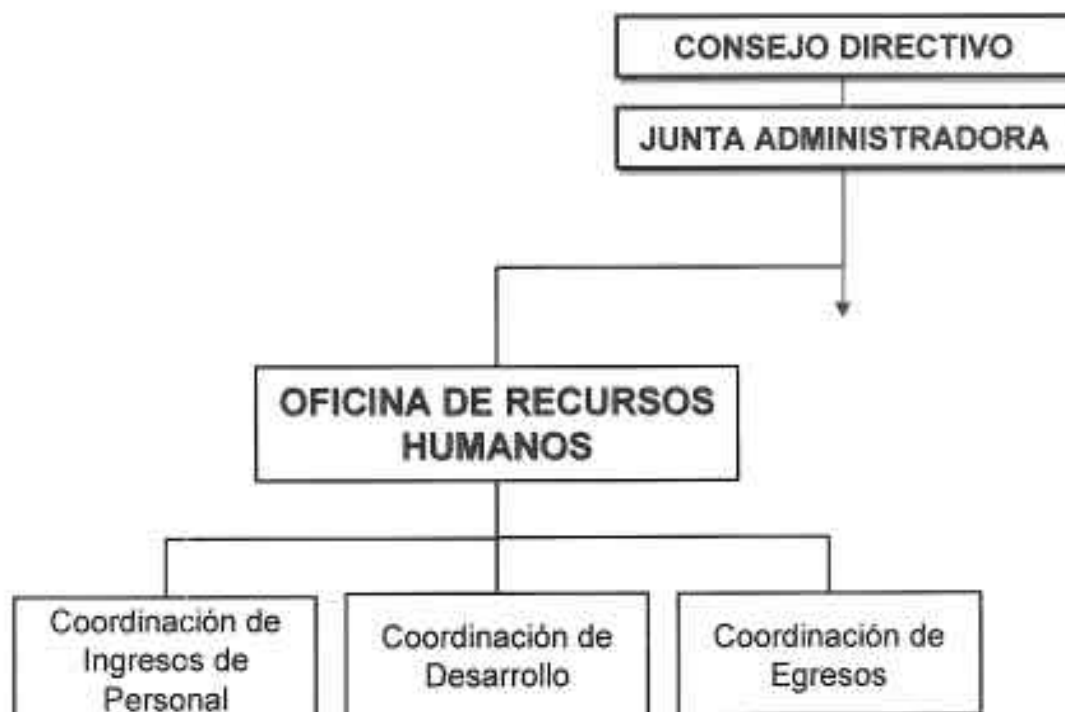 CONSEJO DIRECTIVO
JUNTA ADMINISTRADORA
OFICINA DE RECURSOS
HUMANOS
Coordinación de
Ingresos de
Personal
Coordinación de
Desarrollo
Coordinación de
Egresos